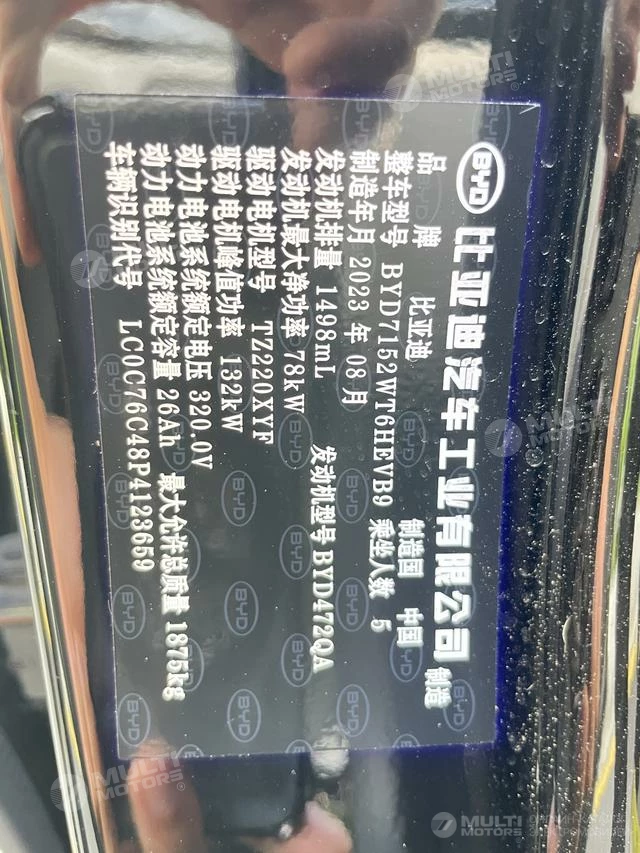 BYD 比亚迪汽车工业有限公司 制造
品牌 比亚迪 制造国 中国
整车型号 BYD7152WT6HEVB9 乘坐人数 5
制造年月 2023 年 08 月
发动机排量 1498mL 发动机型号 BYD472QA
发动机最大净功率 78kW
驱动电机型号 TZ220XYF
驱动电机峰值功率 132kW
动力电池系统额定电压 320.0V
动力电池系统额定容量 26Ah 最大允许总质量 1875kg
车辆识别代号 LC0C76C48P4123659
MULTI MOTORS